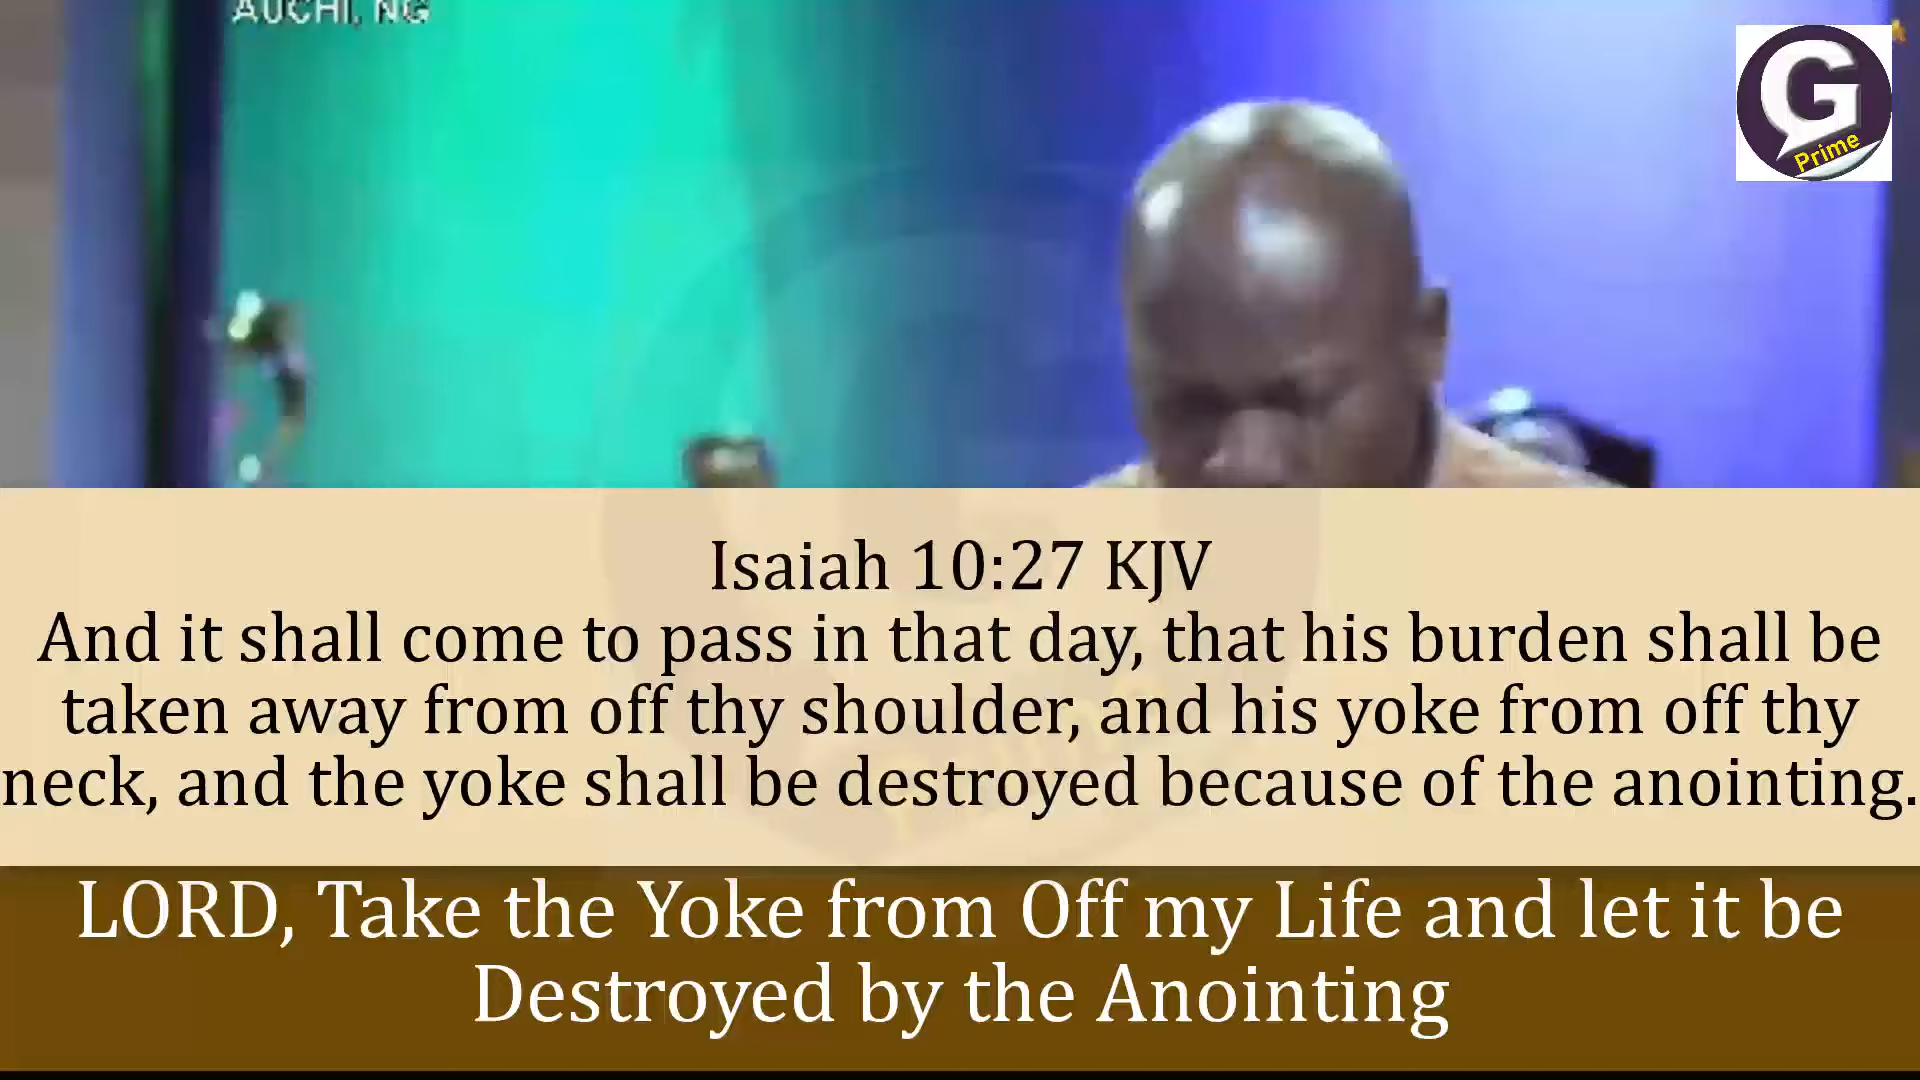 AUCHI, NG
G
Prime
Isaiah 10:27 KJV
And it shall come to pass in that day, that his burden shall be
taken away from off thy shoulder, and his yoke from off thy
neck, and the yoke shall be destroyed because of the anointing.
LORD, Take the Yoke from Off my Life and let it be
Destroyed by the Anointing